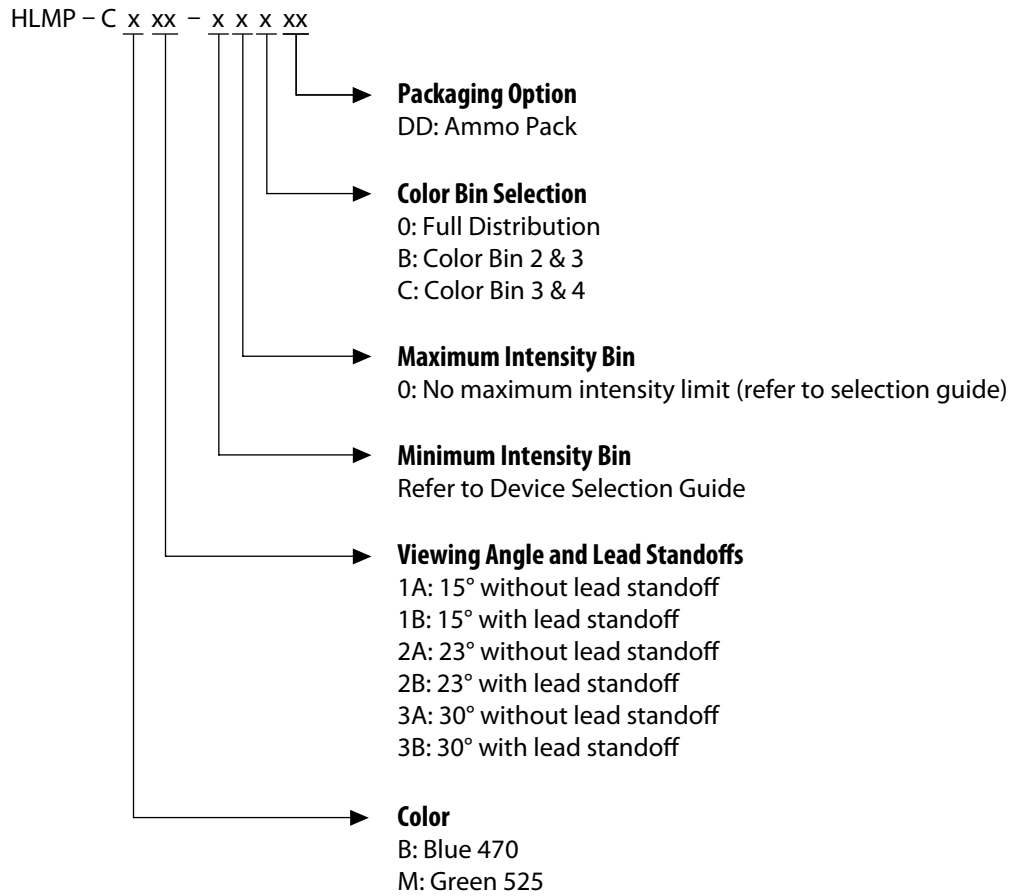 HLMP – C x xx – x x x xx
Packaging Option
DD: Ammo Pack
Color Bin Selection
0: Full Distribution
B: Color Bin 2 & 3
C: Color Bin 3 & 4
Maximum Intensity Bin
0: No maximum intensity limit (refer to selection guide)
Minimum Intensity Bin
Refer to Device Selection Guide
Viewing Angle and Lead Standoffs
1A: 15° without lead standoff
1B: 15° with lead standoff
2A: 23° without lead standoff
2B: 23° with lead standoff
3A: 30° without lead standoff
3B: 30° with lead standoff
Color
B: Blue 470
M: Green 525